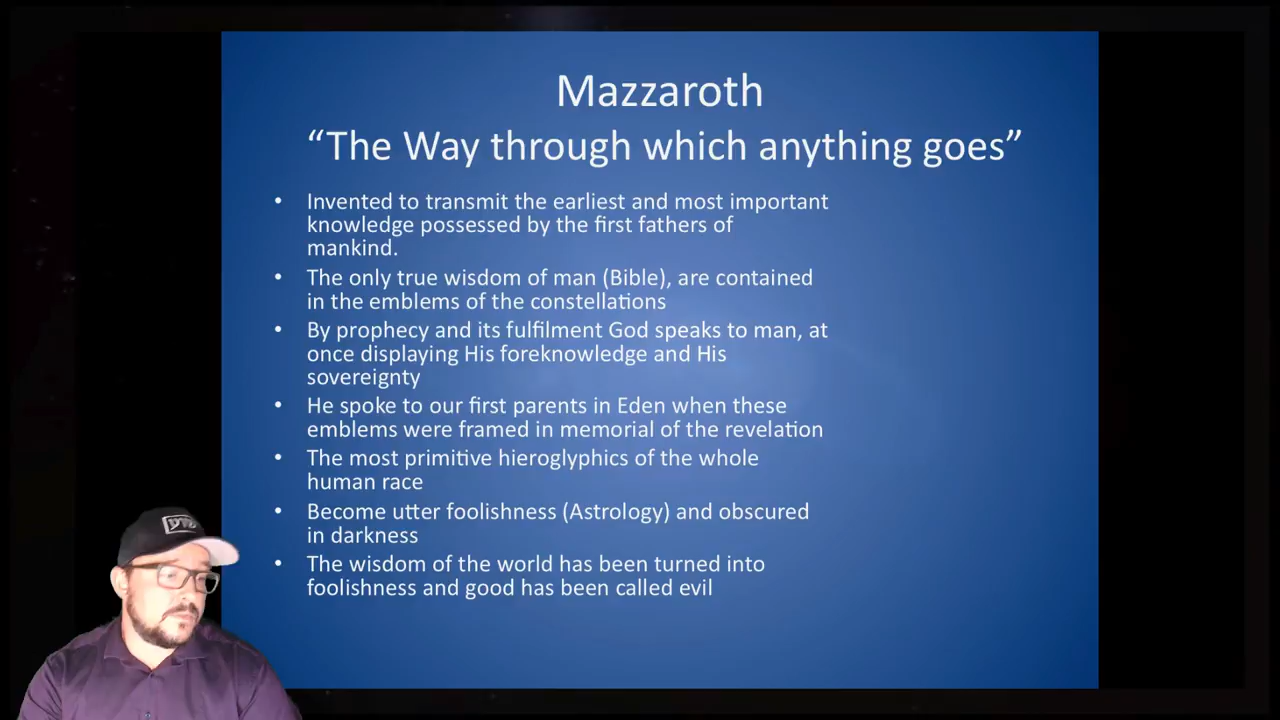 Mazzaroth
“The Way through which anything goes”
• Invented to transmit the earliest and most important
knowledge possessed by the first fathers of
mankind.
• The only true wisdom of man (Bible), are contained
in the emblems of the constellations
• By prophecy and its fulfilment God speaks to man, at
once displaying His foreknowledge and His
sovereignty
• He spoke to our first parents in Eden when these
emblems were framed in memorial of the revelation
• The most primitive hieroglyphics of the whole
human race
• Become utter foolishness (Astrology) and obscured
in darkness
• The wisdom of the world has been turned into
foolishness and good has been called evil